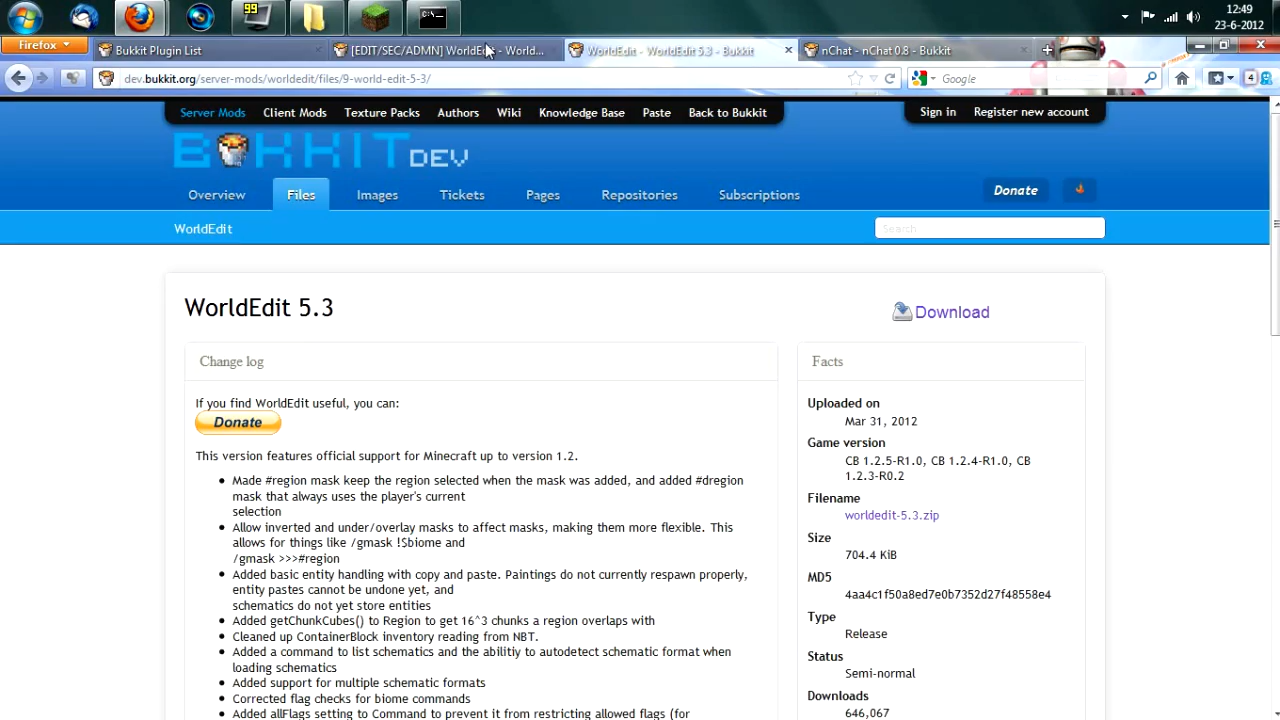 99
12:49
23-6-2012
Firefox
Bukkit Plugin List
[EDIT/SEC/ADMN] WorldEdit - World...
WorldEdit - WorldEdit 5.3 - Bukkit
nChat - nChat 0.8 - Bukkit
dev.bukkit.org/server-mods/worldedit/files/9-world-edit-5-3/
Google
4
Server Mods Client Mods Texture Packs Authors Wiki Knowledge Base Paste Back to Bukkit
Sign in Register new account
BUKKIT DEV
Overview Files Images Tickets Pages Repositories Subscriptions
Donate
WorldEdit
Search
WorldEdit 5.3
Download
Change log
If you find WorldEdit useful, you can:
Donate
This version features official support for Minecraft up to version 1.2.
Made #region mask keep the region selected when the mask was added, and added #dregion
mask that always uses the player's current
selection
Allow inverted and under/overlay masks to affect masks, making them more flexible. This
allows for things like /gmask !$biome and
/gmask >>>#region
Added basic entity handling with copy and paste. Paintings do not currently respawn properly,
entity pastes cannot be undone yet, and
schematics do not yet store entities
Added getChunkCubes() to Region to get 16^3 chunks a region overlaps with
Cleaned up ContainerBlock inventory reading from NBT.
Added a command to list schematics and the abilitiy to autodetect schematic format when
loading schematics
Added support for multiple schematic formats
Corrected flag checks for biome commands
Added allFlags setting to Command to prevent it from restricting allowed flags (for
Facts
Uploaded on
Mar 31, 2012
Game version
CB 1.2.5-R1.0, CB 1.2.4-R1.0, CB
1.2.3-R0.2
Filename
worldedit-5.3.zip
Size
704.4 KiB
MD5
4aa4c1f50a8ed7e0b7352d27f48558e4
Type
Release
Status
Semi-normal
Downloads
646,067